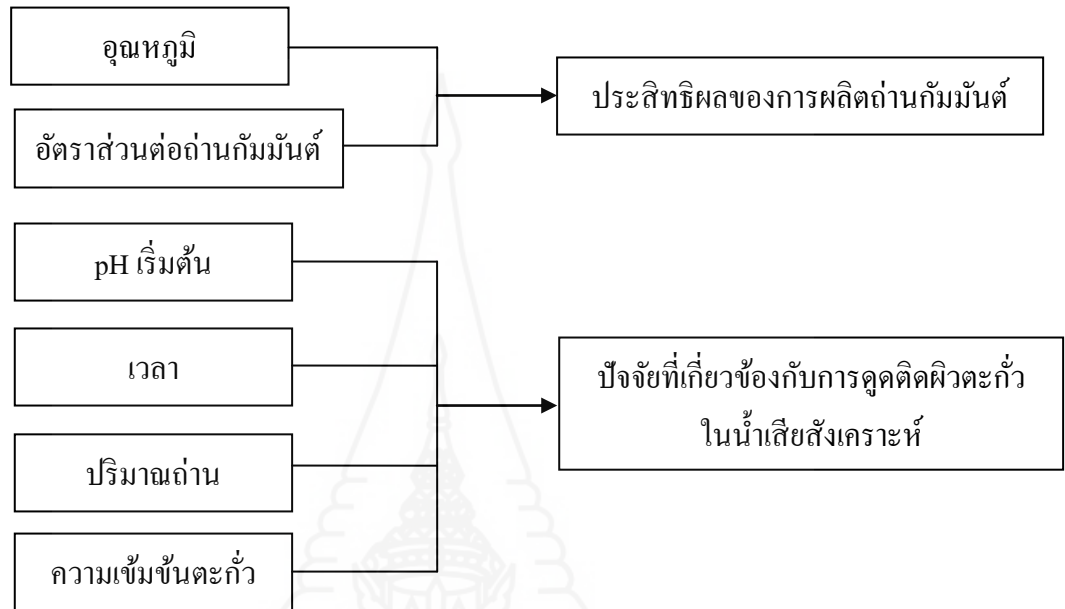 อุณหภูมิ
ประสิทธิผลของการผลิตถ่านกัมมันต์
อัตราส่วนต่อถ่านกัมมันต์
pH เริ่มต้น
เวลา
ปัจจัยที่เกี่ยวข้องกับการดูดติดผิวตะกั่ว
ในน้ำเสียสังเคราะห์
ปริมาณถ่าน
ความเข้มข้นตะกั่ว